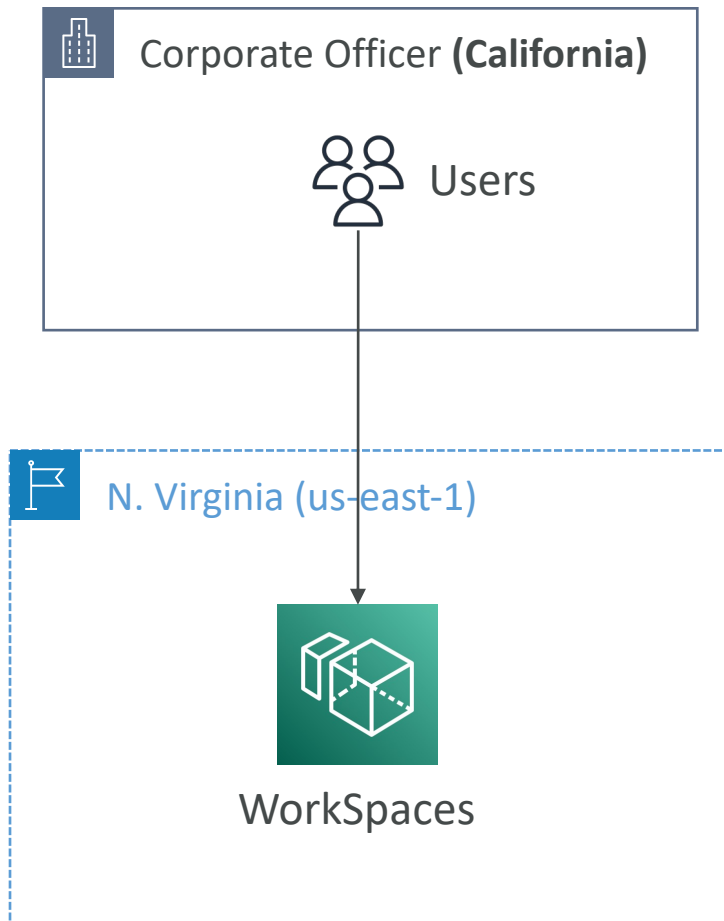 Corporate Officer (California)
Users
N. Virginia (us-east-1)
WorkSpaces